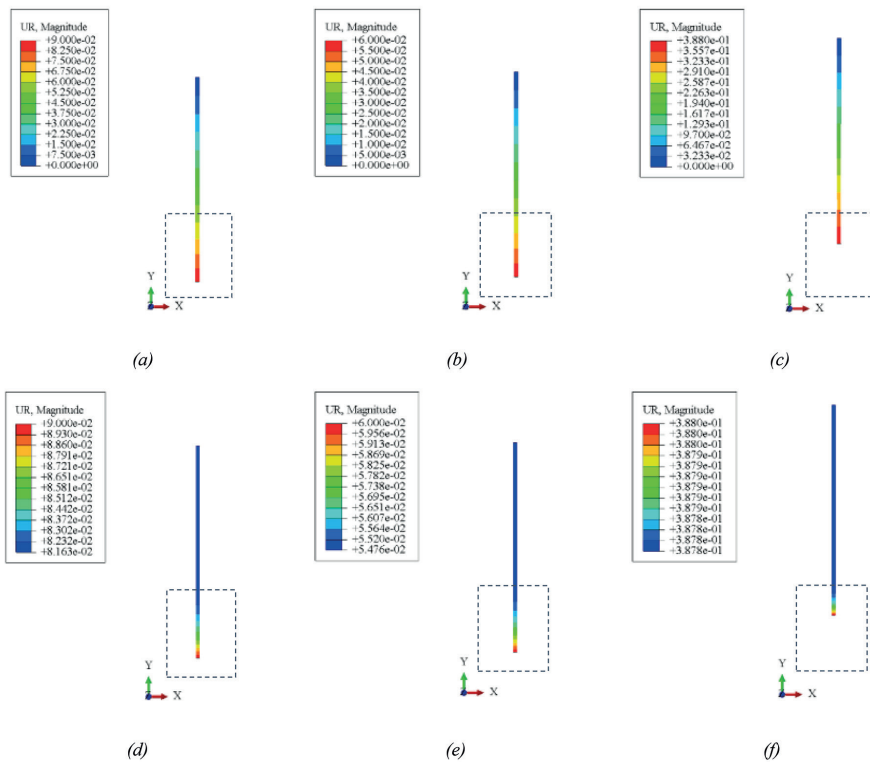 UR, Magnitude
+9.000e-02
+8.250e-02
+7.500e-02
+6.750e-02
+6.000e-02
+5.250e-02
+4.500e-02
+3.750e-02
+3.000e-02
+2.250e-02
+1.500e-02
+7.500e-03
+0.000e+00
Y
X
(a)
UR, Magnitude
+6.000e-02
+5.500e-02
+5.000e-02
+4.500e-02
+4.000e-02
+3.500e-02
+3.000e-02
+2.500e-02
+2.000e-02
+1.500e-02
+1.000e-02
+5.000e-03
+0.000e+00
Y
X
(b)
UR, Magnitude
+3.880e-01
+3.557e-01
+3.233e-01
+2.910e-01
+2.587e-01
+2.263e-01
+1.940e-01
+1.617e-01
+1.293e-01
+9.700e-02
+6.467e-02
+3.233e-02
+0.000e+00
Y
X
(c)
UR, Magnitude
+9.000e-02
+8.930e-02
+8.860e-02
+8.791e-02
+8.721e-02
+8.651e-02
+8.581e-02
+8.512e-02
+8.442e-02
+8.372e-02
+8.302e-02
+8.232e-02
+8.163e-02
Y
X
(d)
UR, Magnitude
+6.000e-02
+5.956e-02
+5.913e-02
+5.869e-02
+5.825e-02
+5.782e-02
+5.738e-02
+5.695e-02
+5.651e-02
+5.607e-02
+5.564e-02
+5.520e-02
+5.476e-02
Y
X
(e)
UR, Magnitude
+3.880e-01
+3.880e-01
+3.880e-01
+3.879e-01
+3.879e-01
+3.879e-01
+3.879e-01
+3.879e-01
+3.879e-01
+3.878e-01
+3.878e-01
+3.878e-01
+3.878e-01
Y
X
(f)